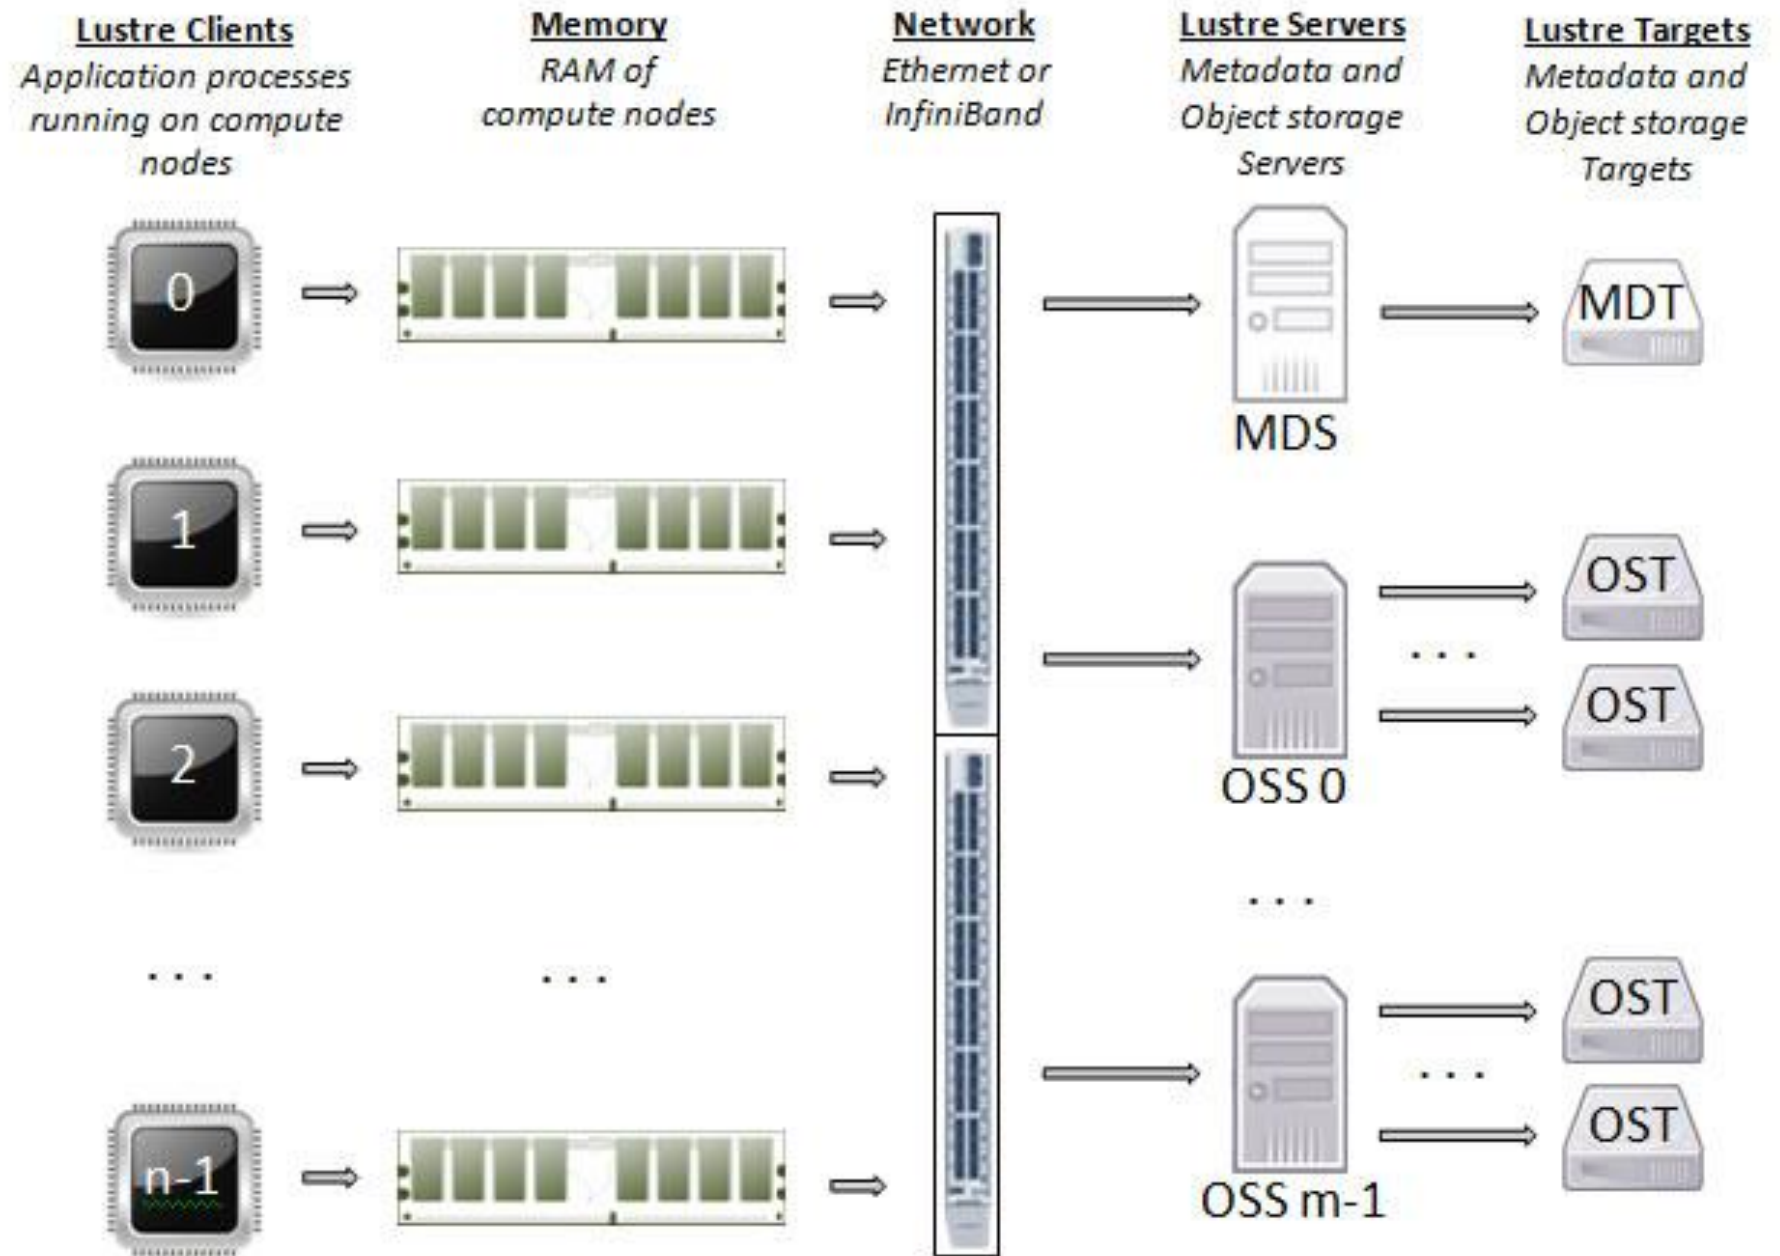 Lustre Clients
Application processes
running on compute
nodes
Memory
RAM of
compute nodes
Network
Ethernet or
InfiniBand
Lustre Servers
Metadata and
Object storage
Servers
Lustre Targets
Metadata and
Object storage
Targets
0
MDS
MDT
1
OST
. . .
OST
2
OSS 0
. . .
. . .
. . .
OST
. . .
OST
n-1
OSS m-1